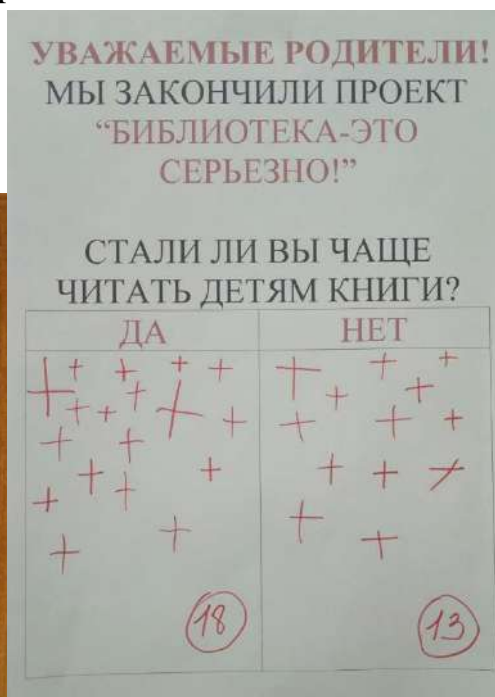 УВАЖАЕМЫЕ РОДИТЕЛИ!
МЫ ЗАКОНЧИЛИ ПРОЕКТ
“БИБЛИОТЕКА-ЭТО
СЕРЬЕЗНО!”
СТАЛИ ЛИ ВЫ ЧАЩЕ
ЧИТАТЬ ДЕТЯМ КНИГИ?
ДА НЕТ
18 13